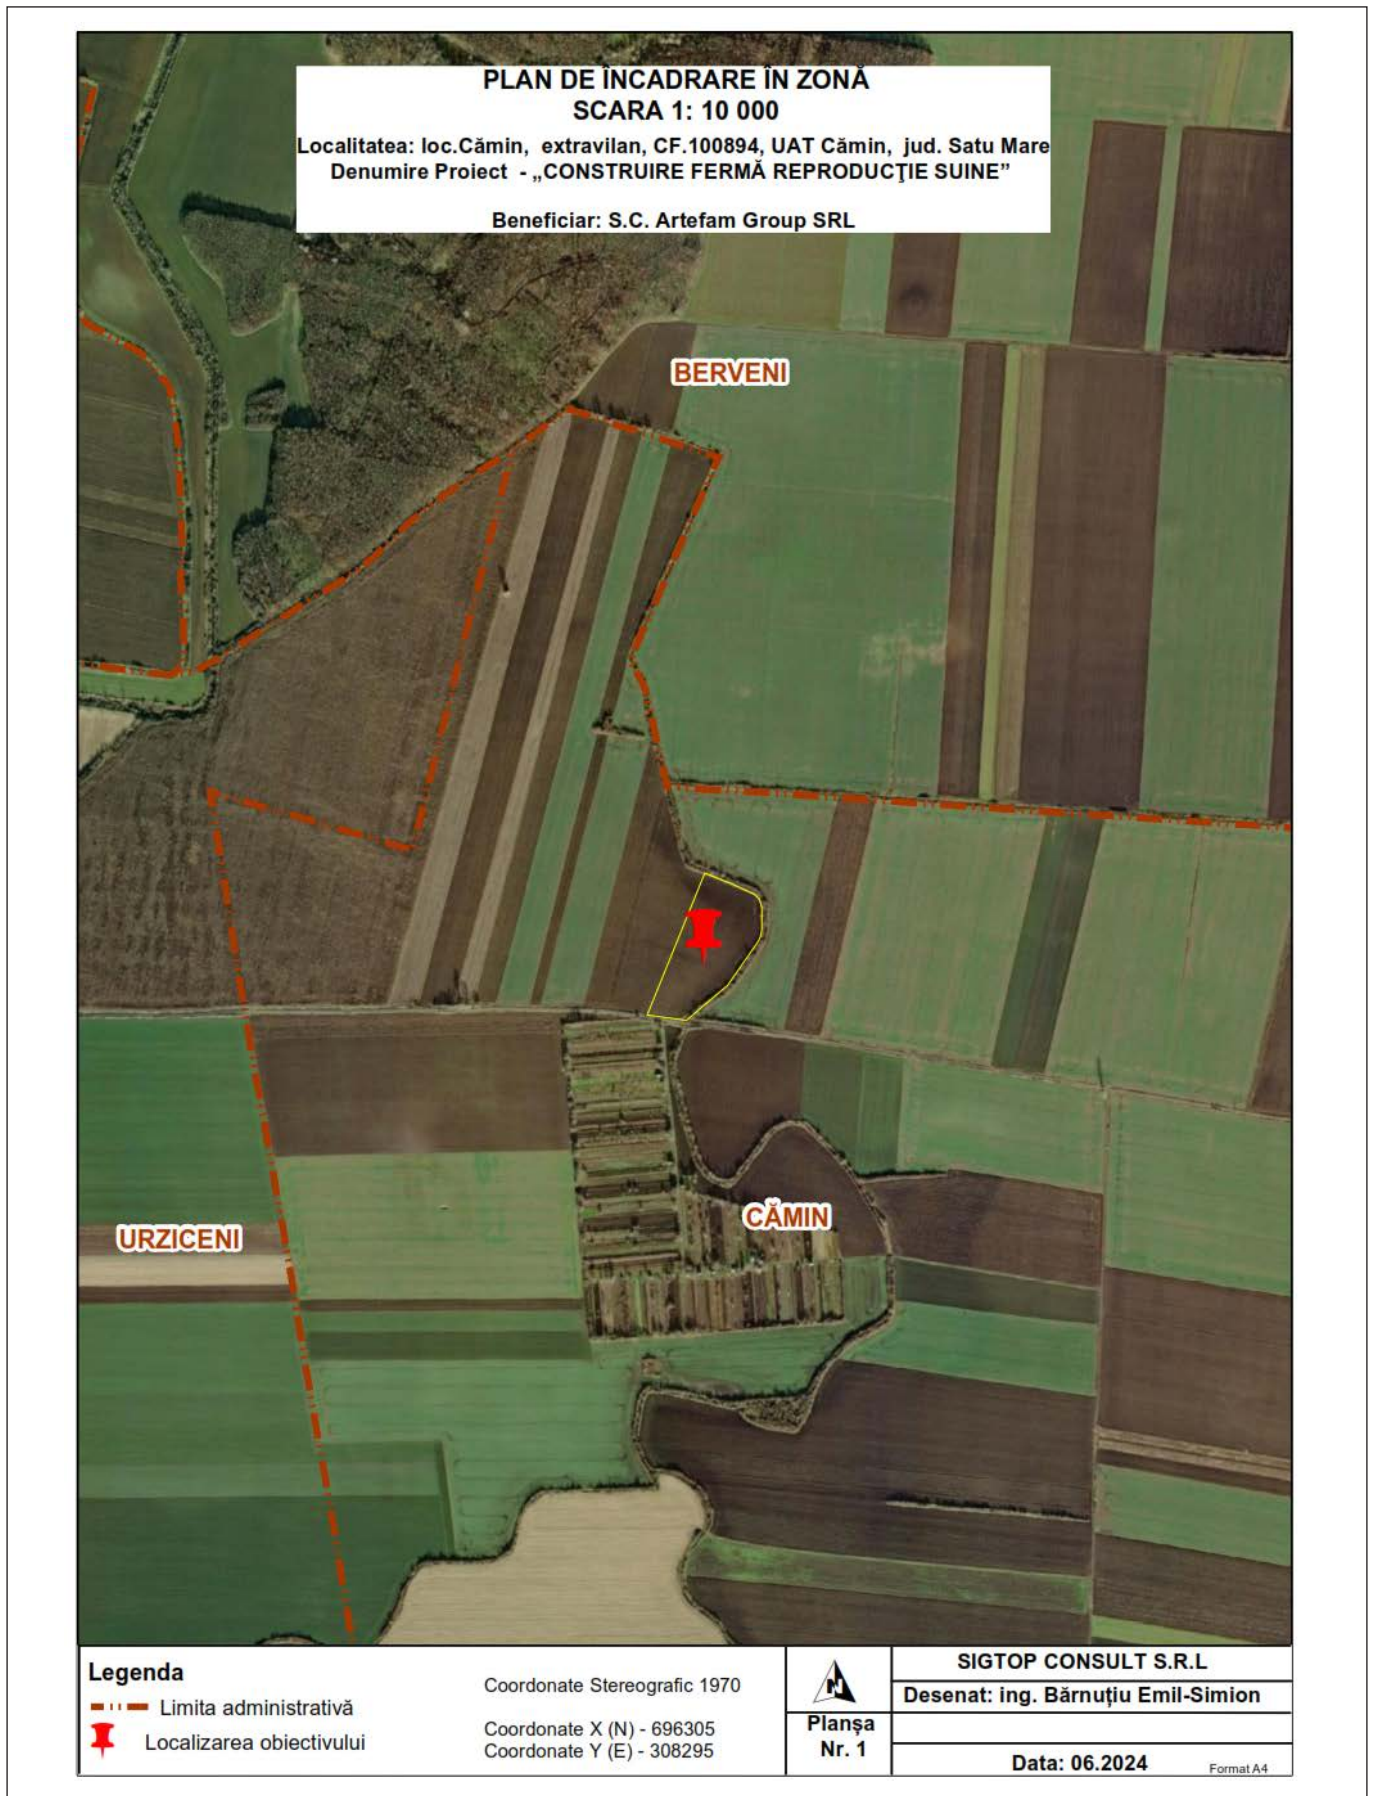 PLAN DE ÎNCADRARE ÎN ZONĂ
SCARA 1: 10 000
Localitatea: loc.Cămin, extravilan, CF.100894, UAT Cămin, jud. Satu Mare
Denumire Proiect - „CONSTRUIRE FERMĂ REPRODUCŢIE SUINE”
Beneficiar: S.C. Artefam Group SRL
BERVENI
CĂMIN
URZICENI
Legenda
Limita administrativă
Localizarea obiectivului
Coordonate Stereografic 1970
Coordonate X (N) - 696305
Coordonate Y (E) - 308295
N
Planșa
Nr. 1
SIGTOP CONSULT S.R.L
Desenat: ing. Bărnuțiu Emil-Simion
Data: 06.2024
Format A4